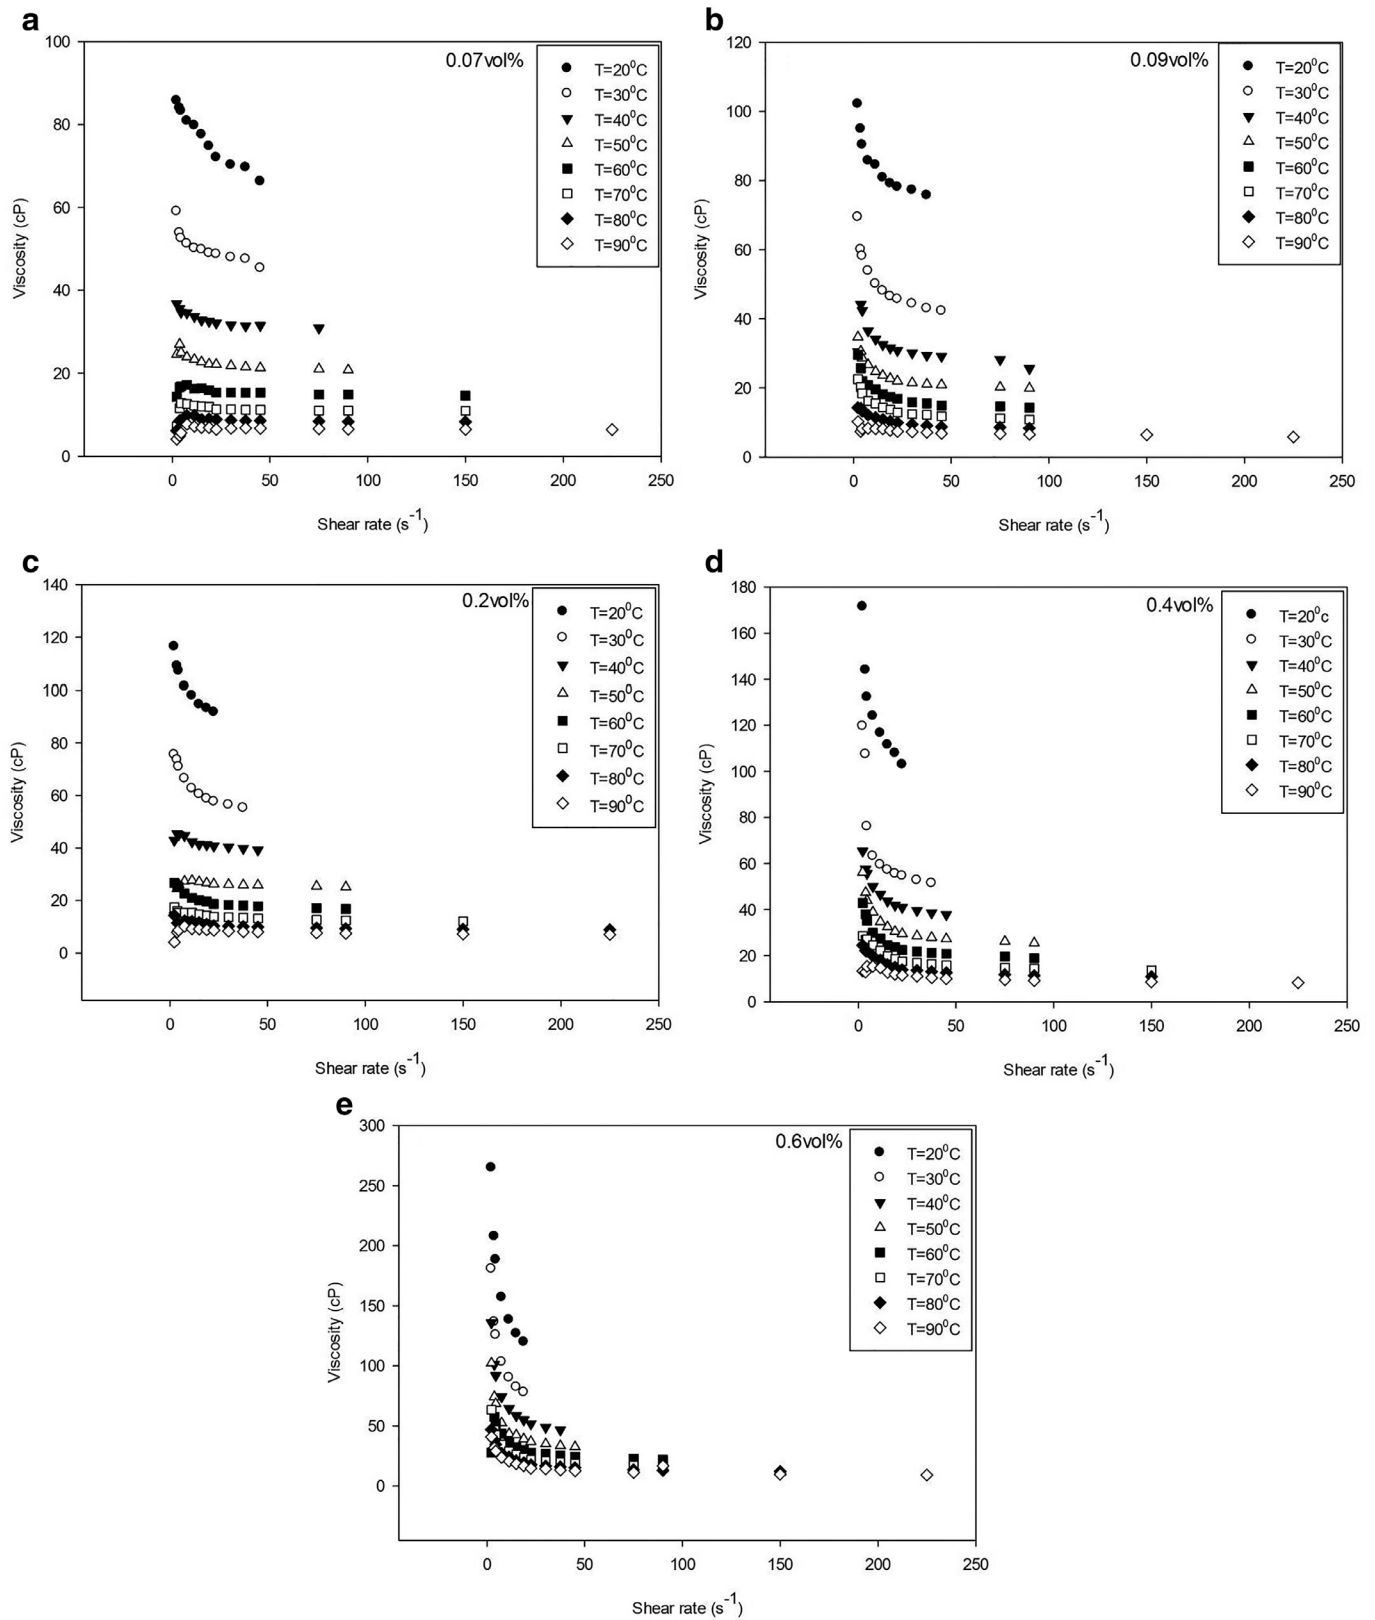 a
0.07vol%
T=20⁰C
T=30⁰C
T=40⁰C
T=50⁰C
T=60⁰C
T=70⁰C
T=80⁰C
T=90⁰C
100
80
60
40
20
0
Viscosity (cP)
0 50 100 150 200 250
Shear rate (s⁻¹)
b
0.09vol%
T=20⁰C
T=30⁰C
T=40⁰C
T=50⁰C
T=60⁰C
T=70⁰C
T=80⁰C
T=90⁰C
120
100
80
60
40
20
0
Viscosity (cP)
0 50 100 150 200 250
Shear rate (s⁻¹)
c
0.2vol%
T=20⁰C
T=30⁰C
T=40⁰C
T=50⁰C
T=60⁰C
T=70⁰C
T=80⁰C
T=90⁰C
140
120
100
80
60
40
20
0
Viscosity (cP)
0 50 100 150 200 250
Shear rate (s⁻¹)
d
0.4vol%
T=20⁰c
T=30⁰C
T=40⁰C
T=50⁰C
T=60⁰C
T=70⁰C
T=80⁰C
T=90⁰C
180
160
140
120
100
80
60
40
20
0
Viscosity (cP)
0 50 100 150 200 250
Shear rate (s⁻¹)
e
0.6vol%
T=20⁰C
T=30⁰C
T=40⁰C
T=50⁰C
T=60⁰C
T=70⁰C
T=80⁰C
T=90⁰C
300
250
200
150
100
50
0
Viscosity (cP)
0 50 100 150 200 250
Shear rate (s⁻¹)